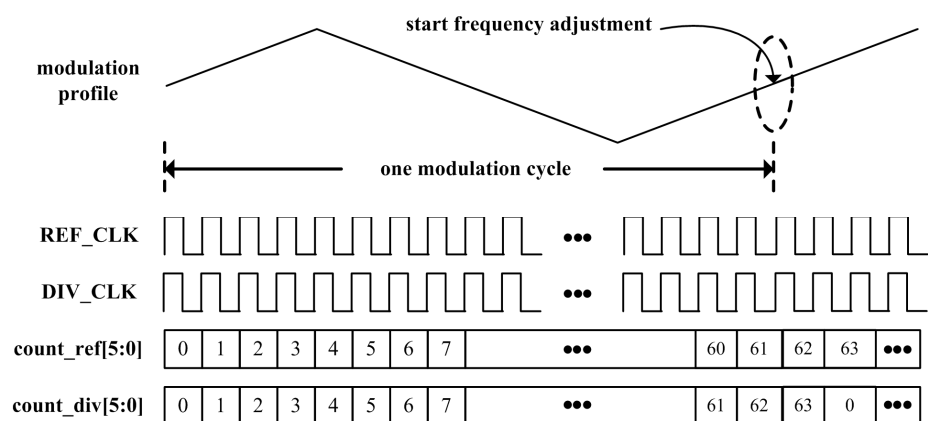 start frequency adjustment
modulation
profile
one modulation cycle
REF_CLK
•••
DIV_CLK
•••
count_ref[5:0] 0 1 2 3 4 5 6 7 ••• 60 61 62 63 •••
count_div[5:0] 0 1 2 3 4 5 6 7 ••• 61 62 63 0 •••